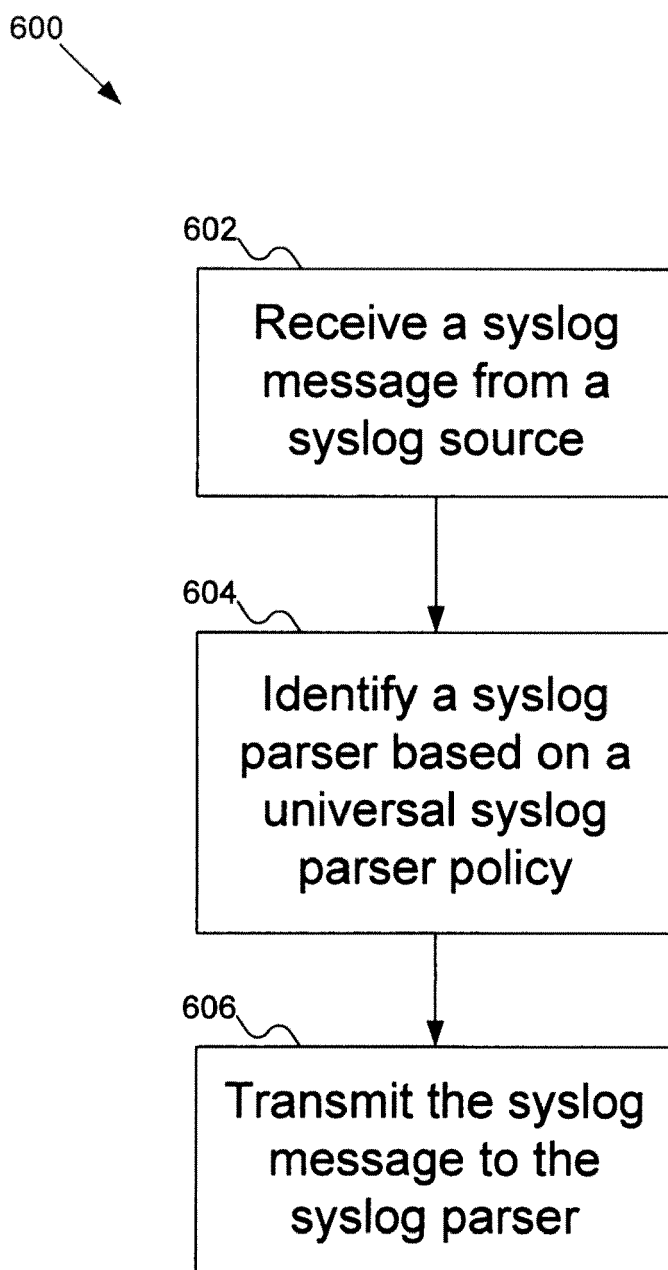 600
602
Receive a syslog
message from a
syslog source
604
Identify a syslog
parser based on a
universal syslog
parser policy
606
Transmit the syslog
message to the
syslog parser